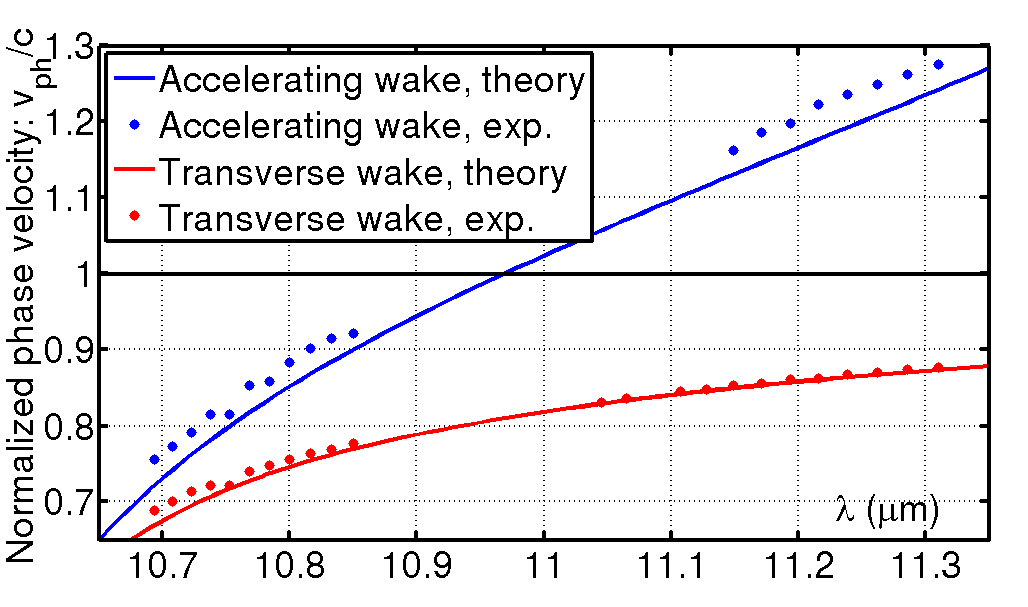 Normalized phase velocity: vph/c
1.3
1.2
1.1
1
0.9
0.8
0.7
Accelerating wake, theory
Accelerating wake, exp.
Transverse wake, theory
Transverse wake, exp.
λ (μm)
10.7 10.8 10.9 11 11.1 11.2 11.3